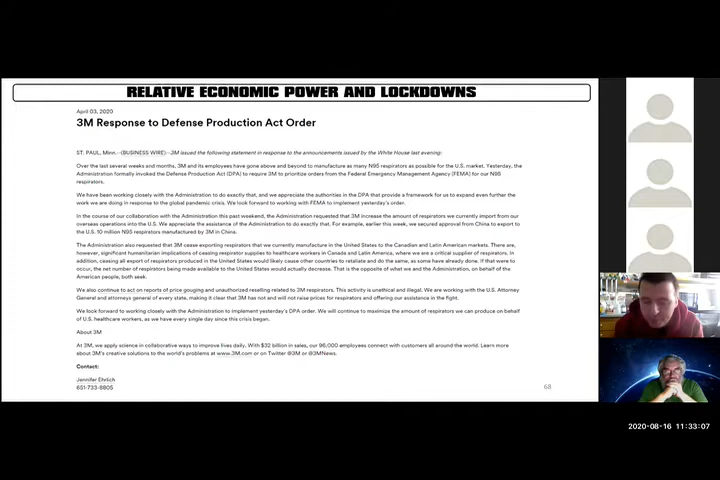 RELATIVE ECONOMIC POWER AND LOCKDOWNS
April 03, 2020
3M Response to Defense Production Act Order
ST. PAUL, Minn.--(BUSINESS WIRE)--3M issued the following statement in response to the announcements issued by the White House last evening:
Over the last several weeks and months, 3M and its employees have gone above and beyond to manufacture as many N95 respirators as possible for the U.S. market. Yesterday, the
Administration formally invoked the Defense Production Act (DPA) to require 3M to prioritize orders from the Federal Emergency Management Agency (FEMA) for our N95
respirators.
We have been working closely with the Administration to do exactly that, and we appreciate the authorities in the DPA that provide a framework for us to expand even further the
work we are doing in response to the global pandemic crisis. We look forward to working with FEMA to implement yesterday's order.
In the course of our collaboration with the Administration this past weekend, the Administration requested that 3M increase the amount of respirators we currently import from our
overseas operations into the U.S. We appreciate the assistance of the Administration to do exactly that. For example, earlier this week, we secured approval from China to export to
the U.S. 10 million N95 respirators manufactured by 3M in China.
The Administration also requested that 3M cease exporting respirators that we currently manufacture in the United States to the Canadian and Latin American markets. There are,
however, significant humanitarian implications of ceasing respirator supplies to healthcare workers in Canada and Latin America, where we are a critical supplier of respirators. In
addition, ceasing all export of respirators produced in the United States would likely cause other countries to retaliate and do the same, as some have already done. If that were to
occur, the net number of respirators being made available to the United States would actually decrease. That is the opposite of what we and the Administration, on behalf of the
American people, both seek.
We also continue to act on reports of price gouging and unauthorized reselling related to 3M respirators. This activity is unethical and illegal. We are working with the U.S. Attorney
General and attorneys general of every state, making it clear that 3M has not and will not raise prices for respirators and offering our assistance in the fight.
We look forward to working closely with the Administration to implement yesterday's DPA order. We will continue to maximize the amount of respirators we can produce on behalf
of U.S. healthcare workers, as we have every single day since this crisis began.
About 3M
At 3M, we apply science in collaborative ways to improve lives daily. With $32 billion in sales, our 96,000 employees connect with customers all around the world. Learn more
about 3M's creative solutions to the world's problems at www.3M.com or on Twitter @3M or @3MNews.
Contact:
Jennifer Ehrlich
651-733-8805
68
2020-08-16 11:33:07